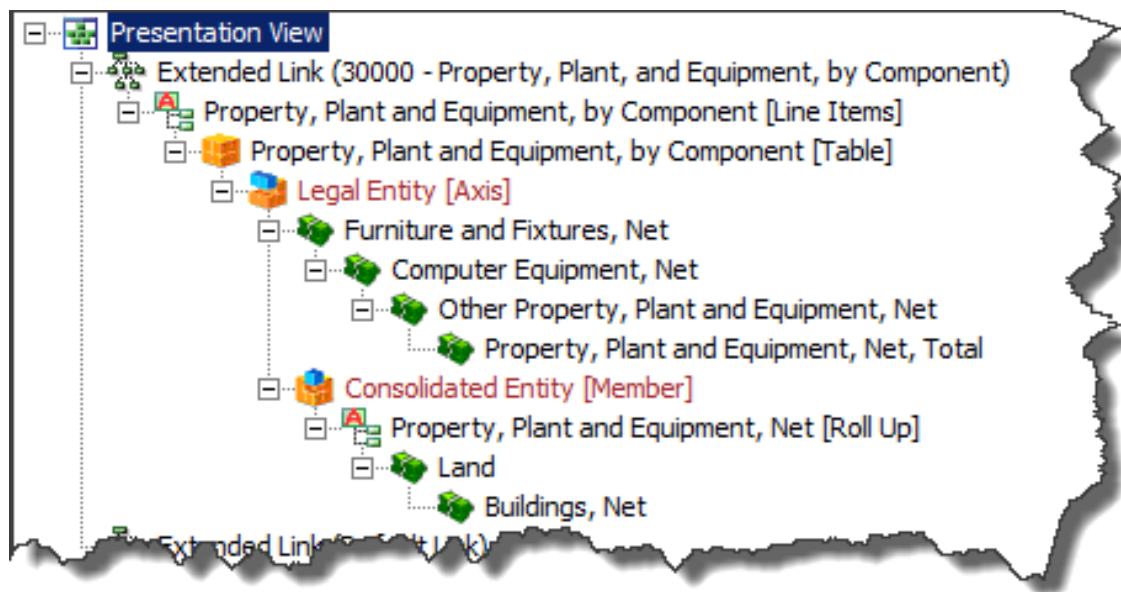 Presentation View
Extended Link (30000 - Property, Plant, and Equipment, by Component)
Property, Plant and Equipment, by Component [Line Items]
Property, Plant and Equipment, by Component [Table]
Legal Entity [Axis]
Furniture and Fixtures, Net
Computer Equipment, Net
Other Property, Plant and Equipment, Net
Property, Plant and Equipment, Net, Total
Consolidated Entity [Member]
Property, Plant and Equipment, Net [Roll Up]
Land
Buildings, Net
Extended Link